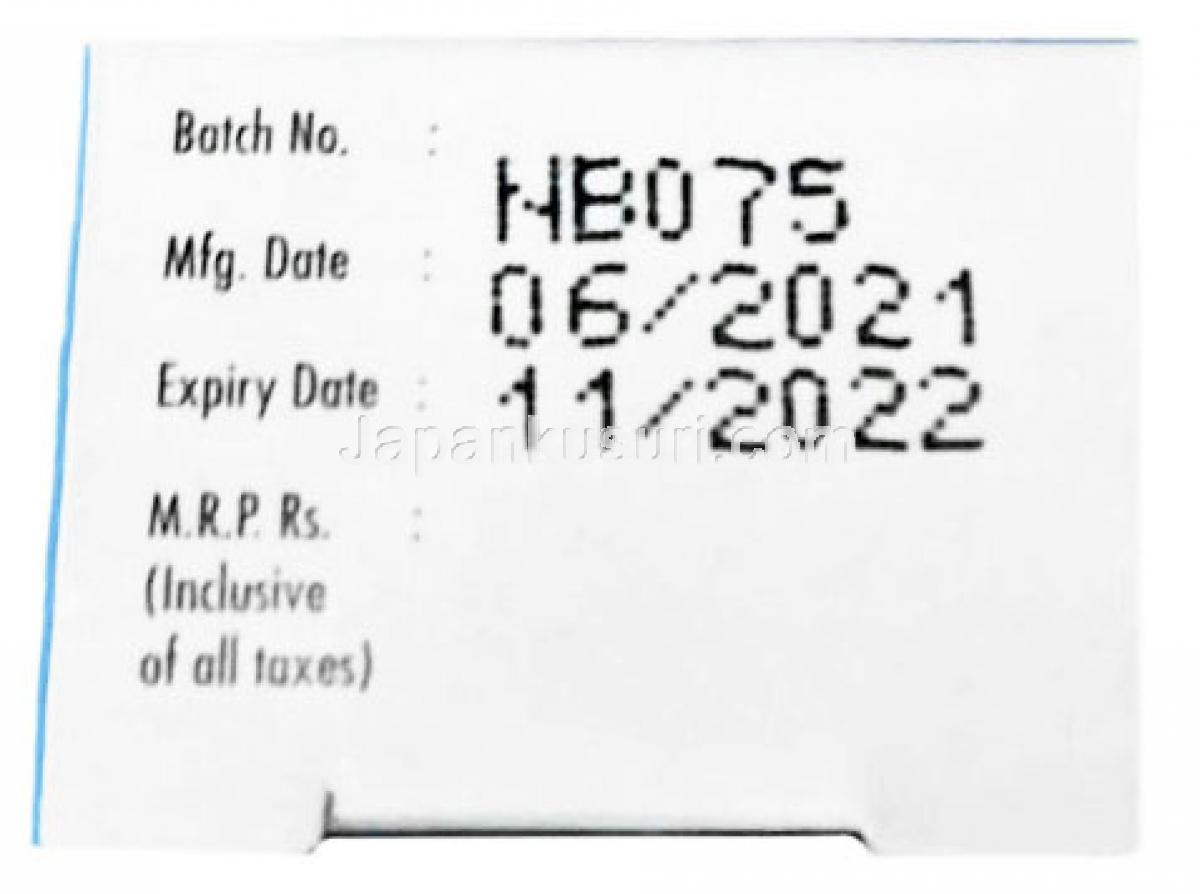 Batch No. : NB075
Mfg. Date : 06/2021
Expiry Date : 11/2022
Japankusuri.com
M.R.P. Rs. :
(Inclusive
of all taxes)